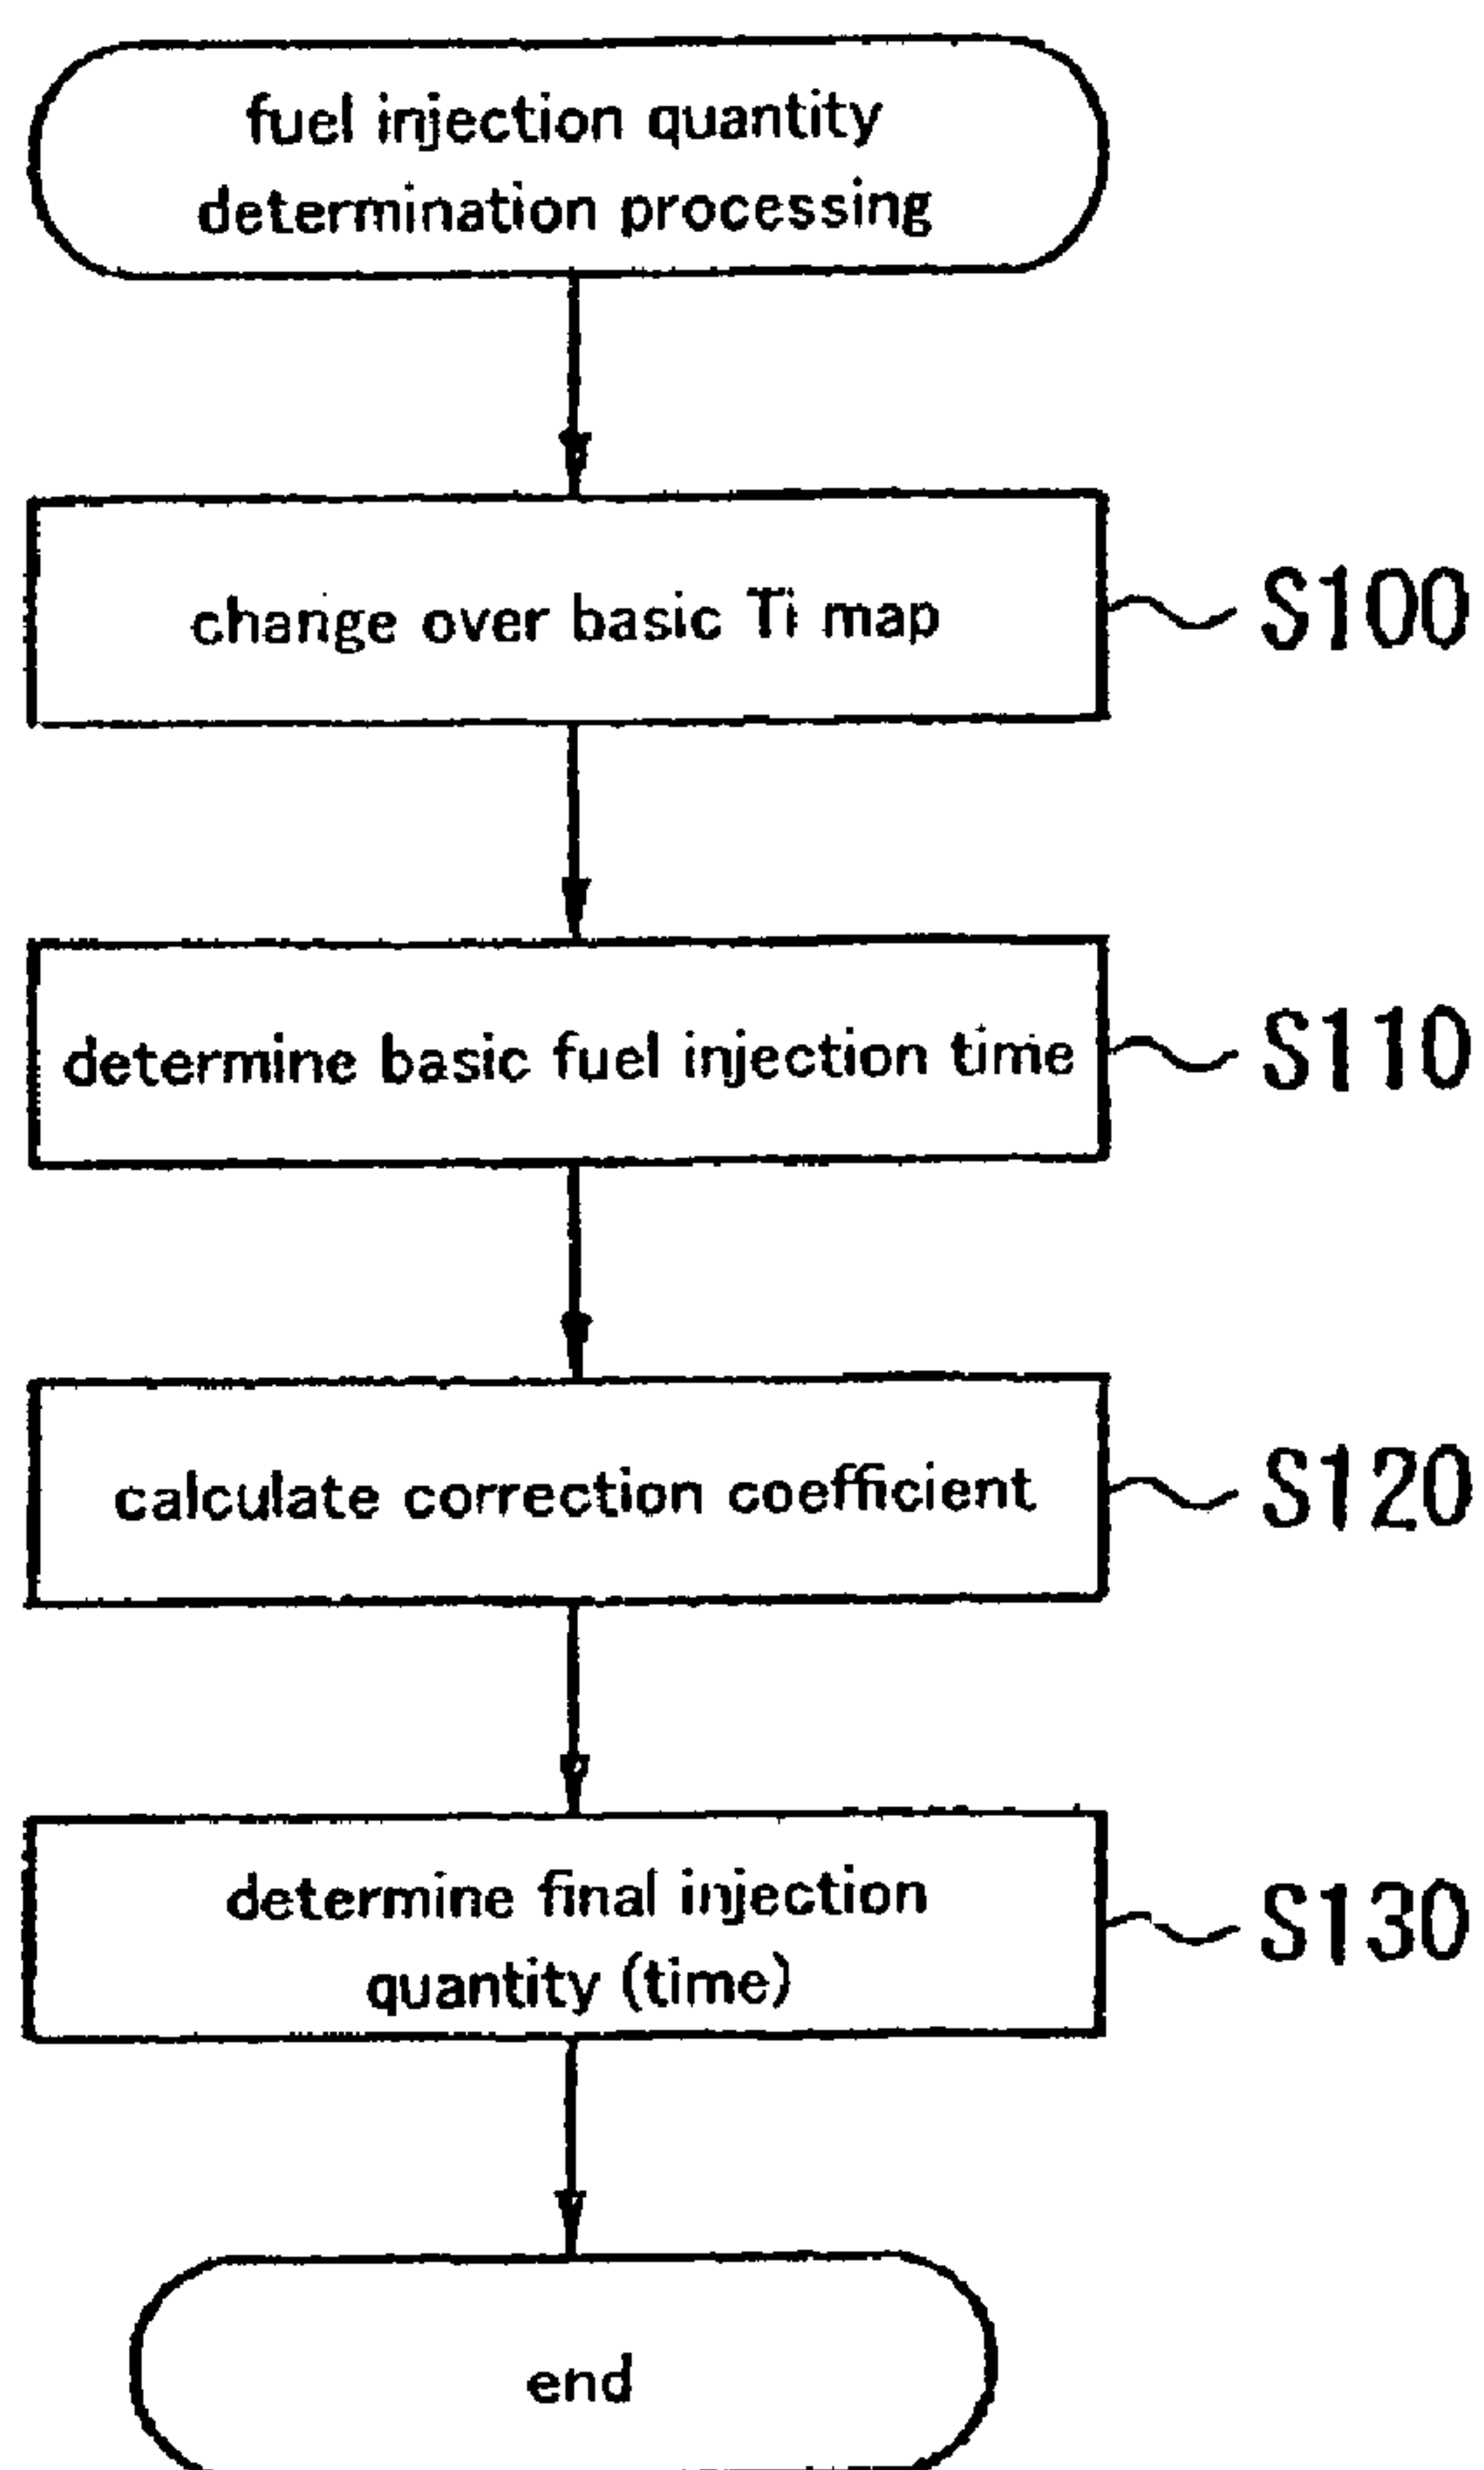 fuel injection quantity
determination processing
change over basic Ti map
S100
determine basic fuel injection time
S110
calculate correction coefficient
S120
determine final injection
quantity (time)
S130
end